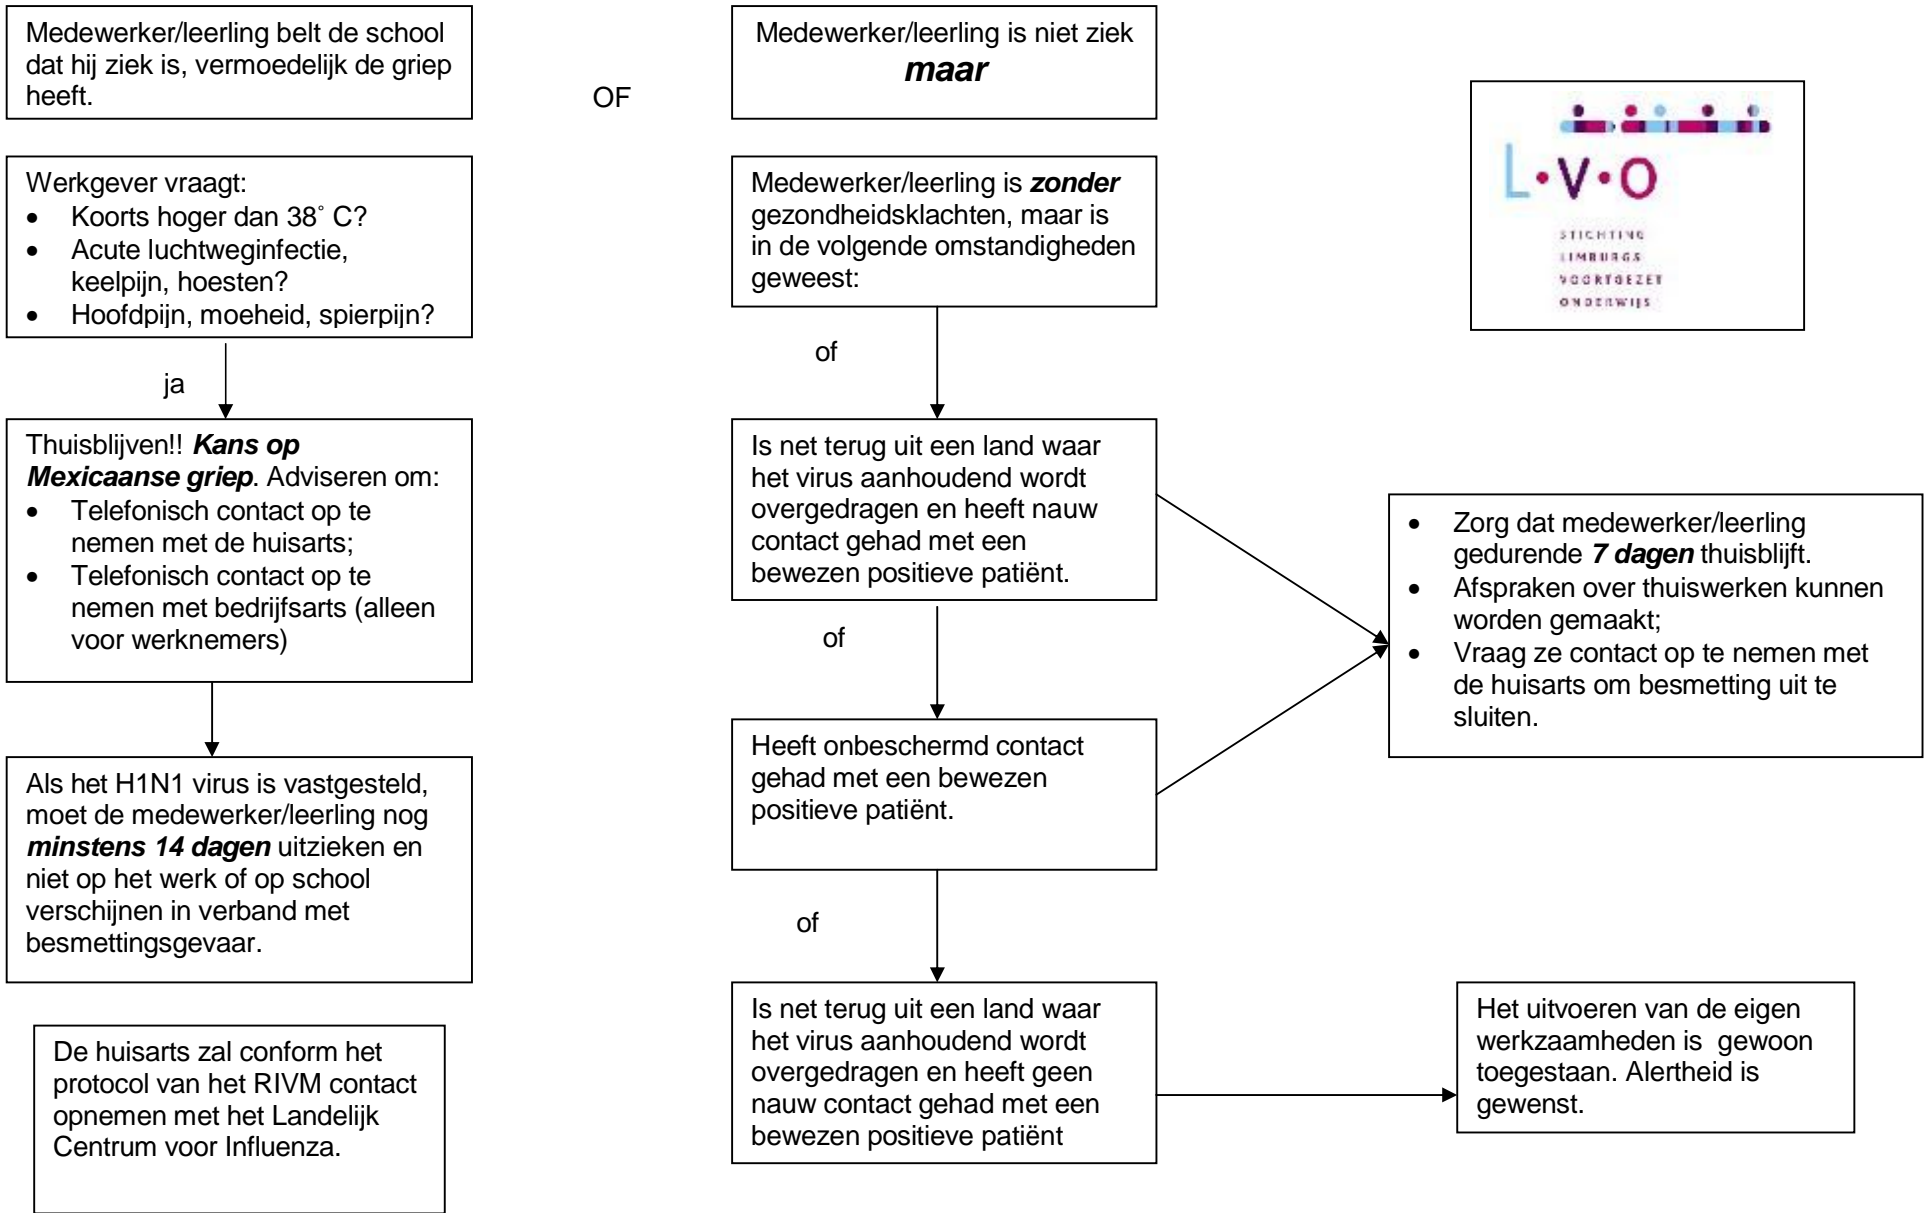 Medewerker/leerling belt de school
dat hij ziek is, vermoedelijk de griep
heeft.
OF
Medewerker/leerling is niet ziek
maar
Werkgever vraagt:
• Koorts hoger dan 38˚ C?
• Acute luchtweginfectie,
keelpijn, hoesten?
• Hoofdpijn, moeheid, spierpijn?
ja
Thuisblijven!! Kans op
Mexicaanse griep. Adviseren om:
• Telefonisch contact op te
nemen met de huisarts;
• Telefonisch contact op te
nemen met bedrijfsarts (alleen
voor werknemers)
Als het H1N1 virus is vastgesteld,
moet de medewerker/leerling nog
minstens 14 dagen uitzieken en
niet op het werk of op school
verschijnen in verband met
besmettingsgevaar.
De huisarts zal conform het
protocol van het RIVM contact
opnemen met het Landelijk
Centrum voor Influenza.
Medewerker/leerling is zonder
gezondheidsklachten, maar is
in de volgende omstandigheden
geweest:
of
Is net terug uit een land waar
het virus aanhoudend wordt
overgedragen en heeft nauw
contact gehad met een
bewezen positieve patiënt.
of
Heeft onbeschermd contact
gehad met een bewezen
positieve patiënt.
of
Is net terug uit een land waar
het virus aanhoudend wordt
overgedragen en heeft geen
nauw contact gehad met een
bewezen positieve patiënt
L•V•O
STICHTING
LIMBURGS
VOORTGEZET
ONDERWIJS
• Zorg dat medewerker/leerling
gedurende 7 dagen thuisblijft.
• Afspraken over thuiswerken kunnen
worden gemaakt;
• Vraag ze contact op te nemen met
de huisarts om besmetting uit te
sluiten.
Het uitvoeren van de eigen
werkzaamheden is gewoon
toegestaan. Alertheid is
gewenst.